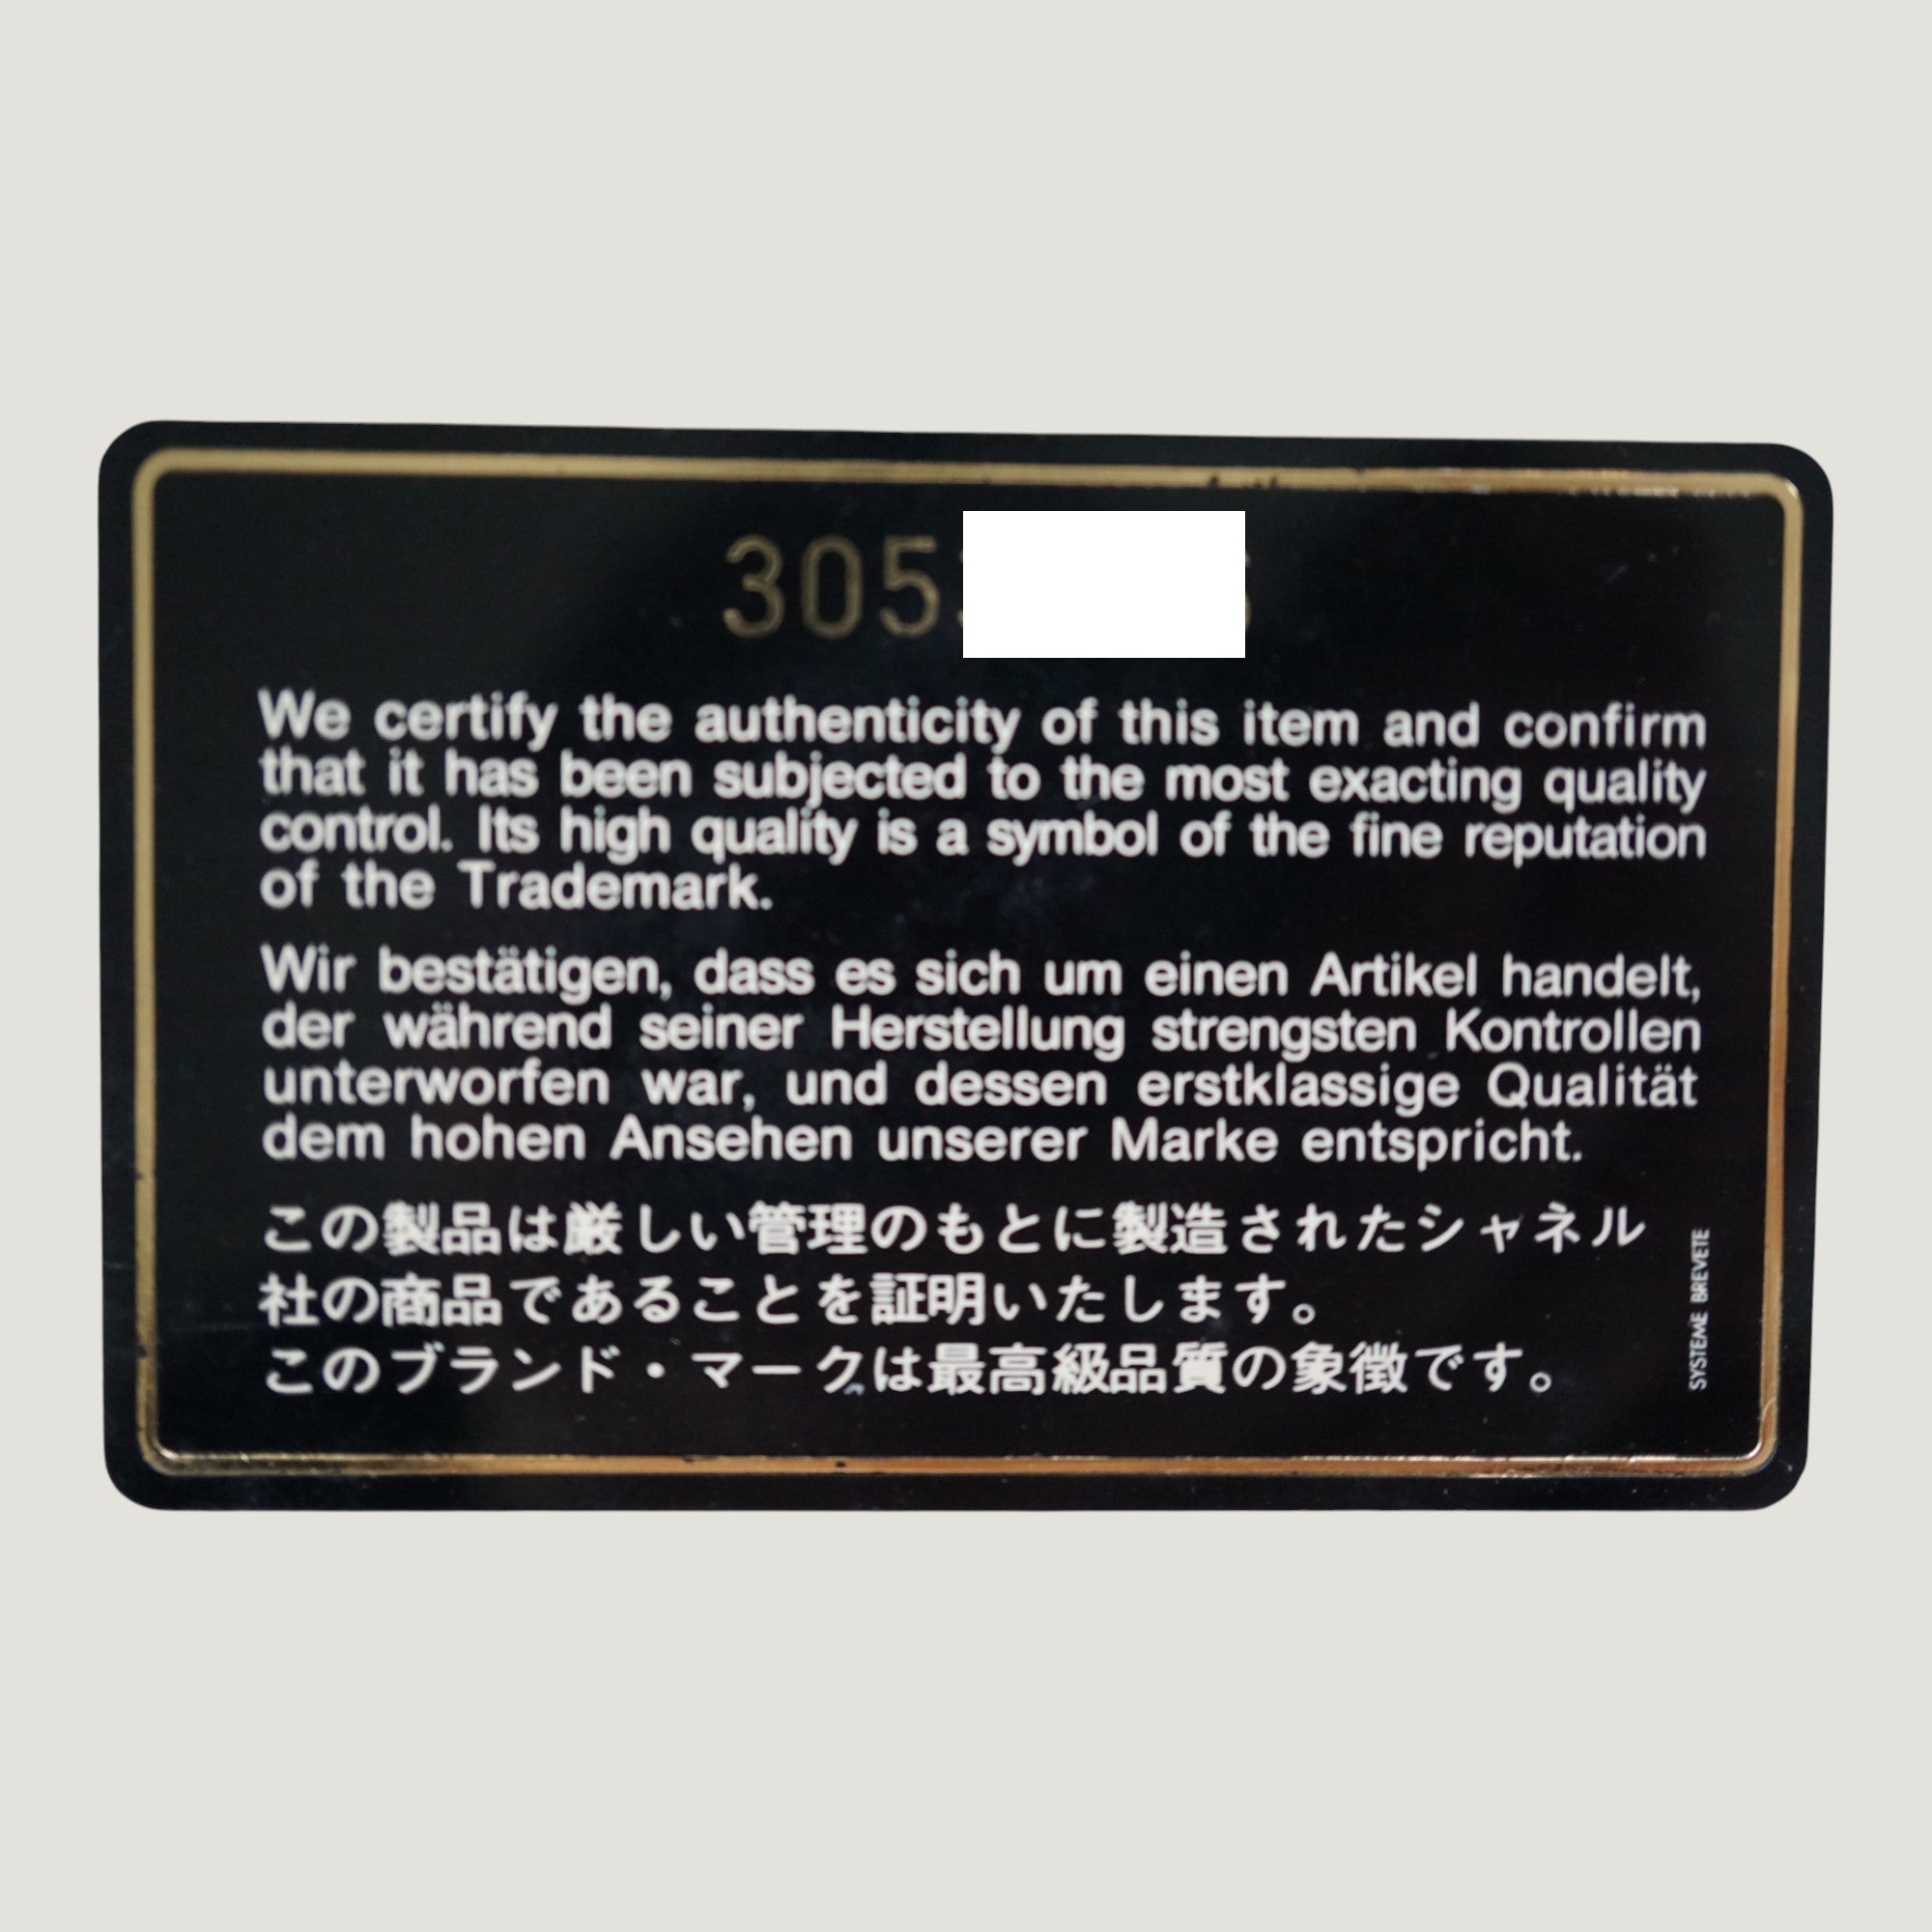 305
We certify the authenticity of this item and confirm
that it has been subjected to the most exacting quality
control. Its high quality is a symbol of the fine reputation
of the Trademark.
Wir bestätigen, dass es sich um einen Artikel handelt,
der während seiner Herstellung strengsten Kontrollen
unterworfen war, und dessen erstklassige Qualität
dem hohen Ansehen unserer Marke entspricht.
この製品は厳しい管理のもとに製造されたシャネル
社の商品であることを証明いたします。
このブランド・マークは最高級品質の象徴です。
SYSTEME BREVETE